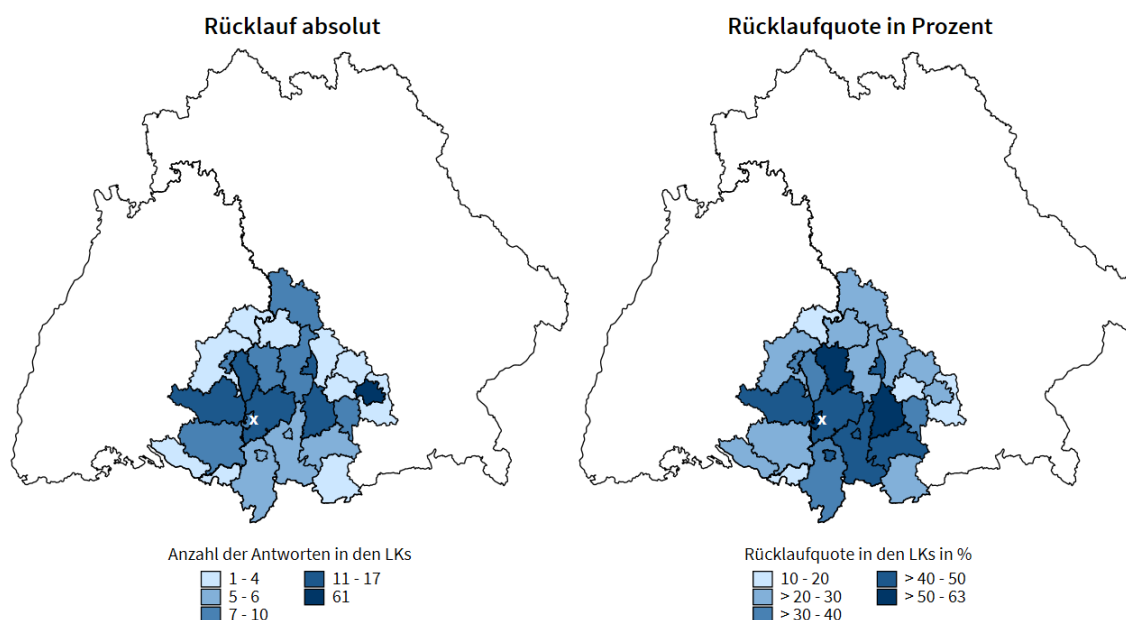 Rücklauf absolut
Rücklaufquote in Prozent
x
x
Anzahl der Antworten in den LKs
1 - 4
11 - 17
5 - 6
61
7 - 10
Rücklaufquote in den LKs in %
10 - 20
> 40 - 50
> 20 - 30
> 50 - 63
> 30 - 40